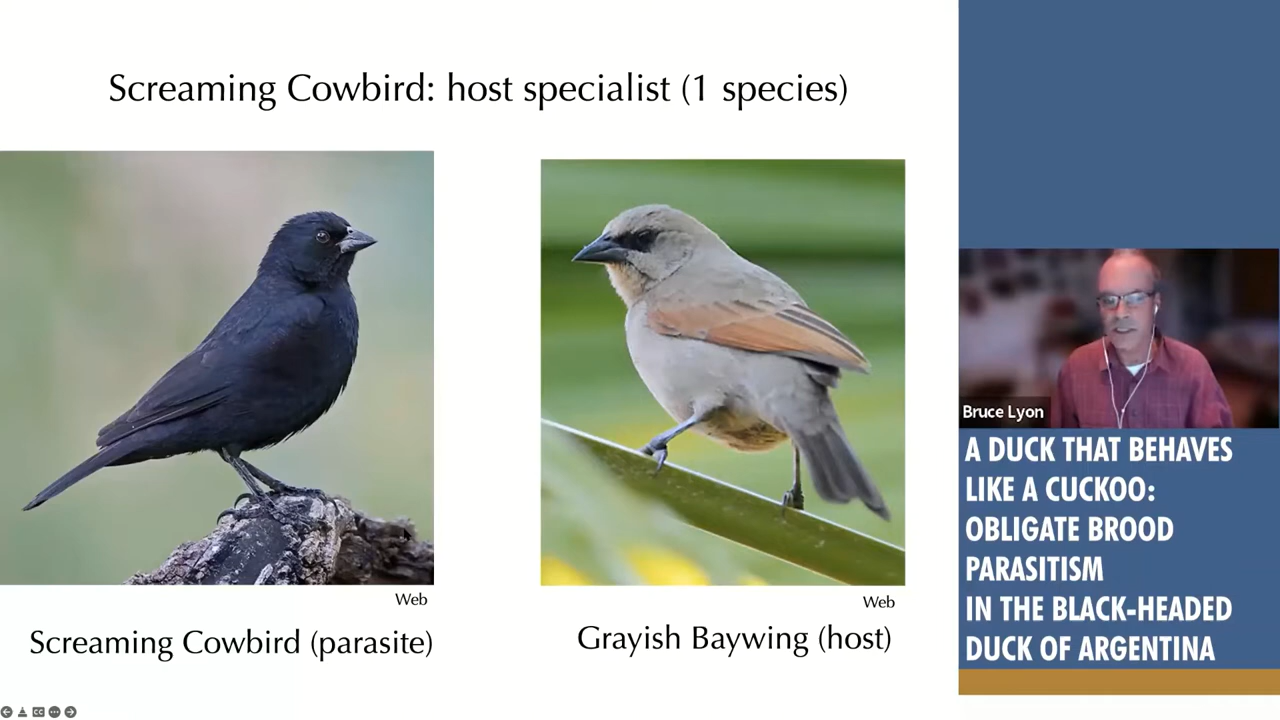 Screaming Cowbird: host specialist (1 species)
Web
Web
Screaming Cowbird (parasite)
Grayish Baywing (host)
Bruce Lyon
A DUCK THAT BEHAVES
LIKE A CUCKOO:
OBLIGATE BROOD
PARASITISM
IN THE BLACK-HEADED
DUCK OF ARGENTINA
CC